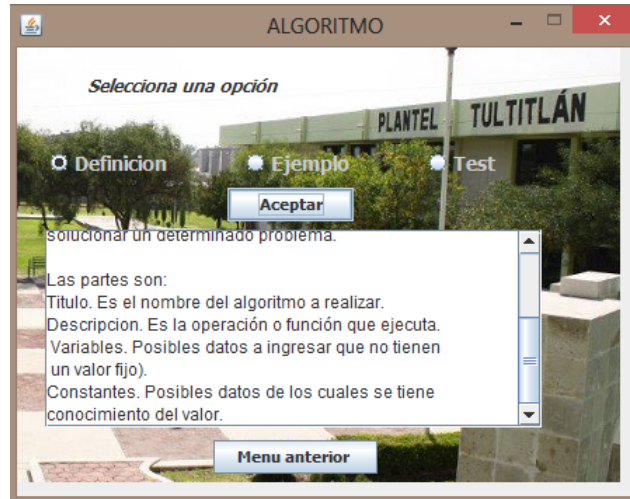 ALGORITMO
Selecciona una opción
PLANTEL TULTITLÁN
Definicion Ejemplo Test
Aceptar
solucionar un determinado problema.
Las partes son:
Titulo. Es el nombre del algoritmo a realizar.
Descripcion. Es la operación o función que ejecuta.
Variables. Posibles datos a ingresar que no tienen
un valor fijo).
Constantes. Posibles datos de los cuales se tiene
conocimiento del valor.
Menu anterior